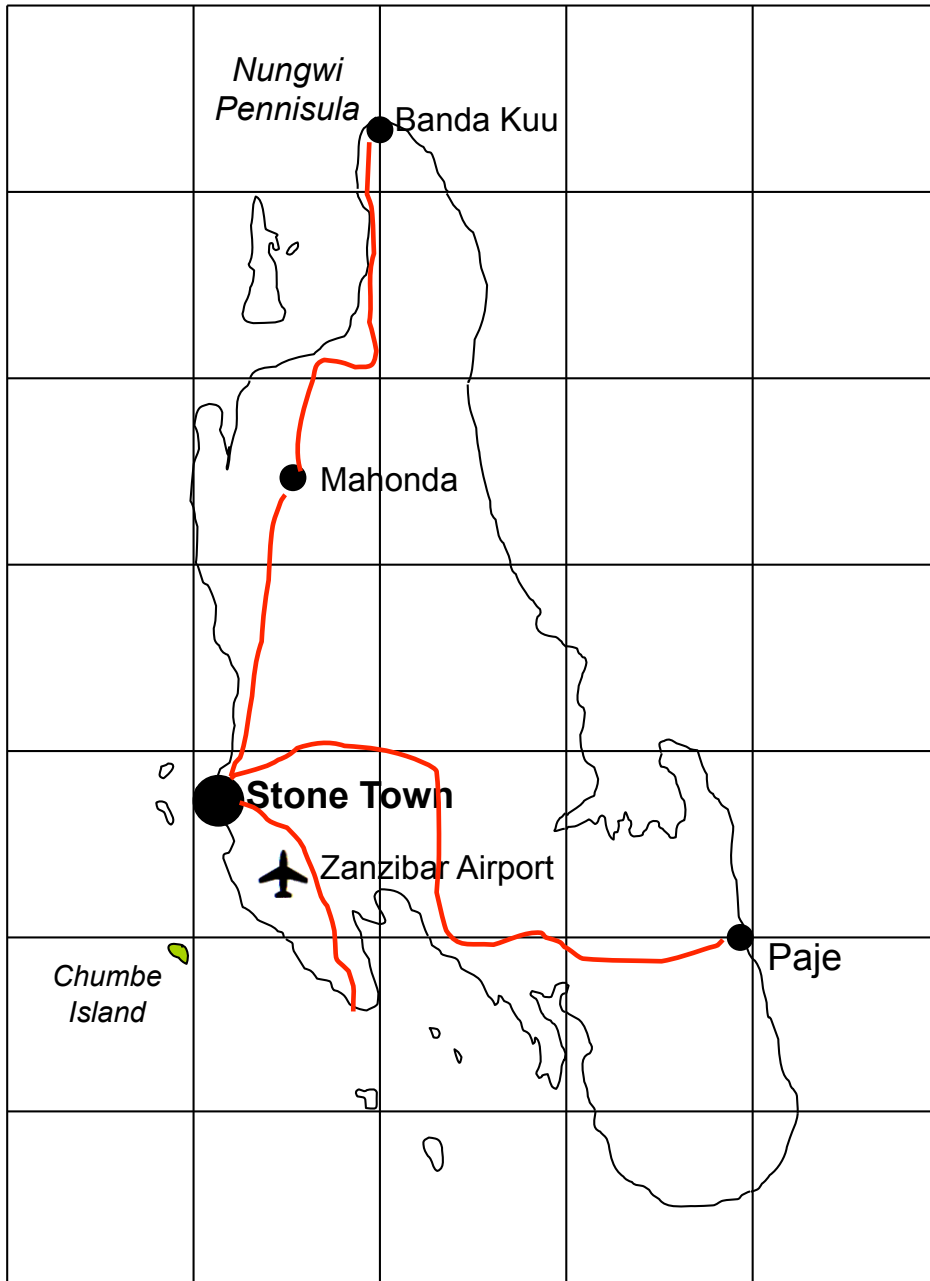 Nungwi
Pennisula
Banda Kuu
Mahonda
Stone Town
Zanzibar Airport
Paje
Chumbe
Island